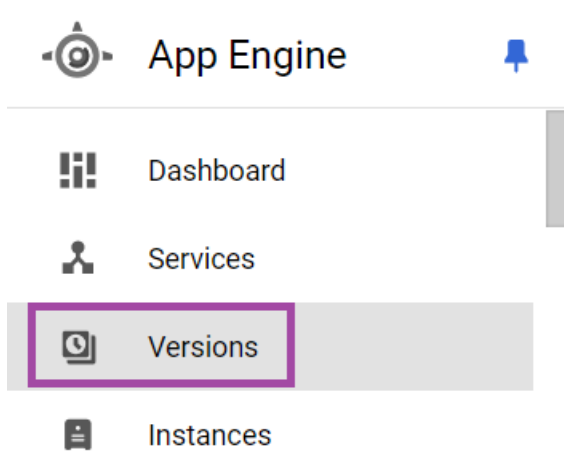 App Engine
Dashboard
Services
Versions
Instances